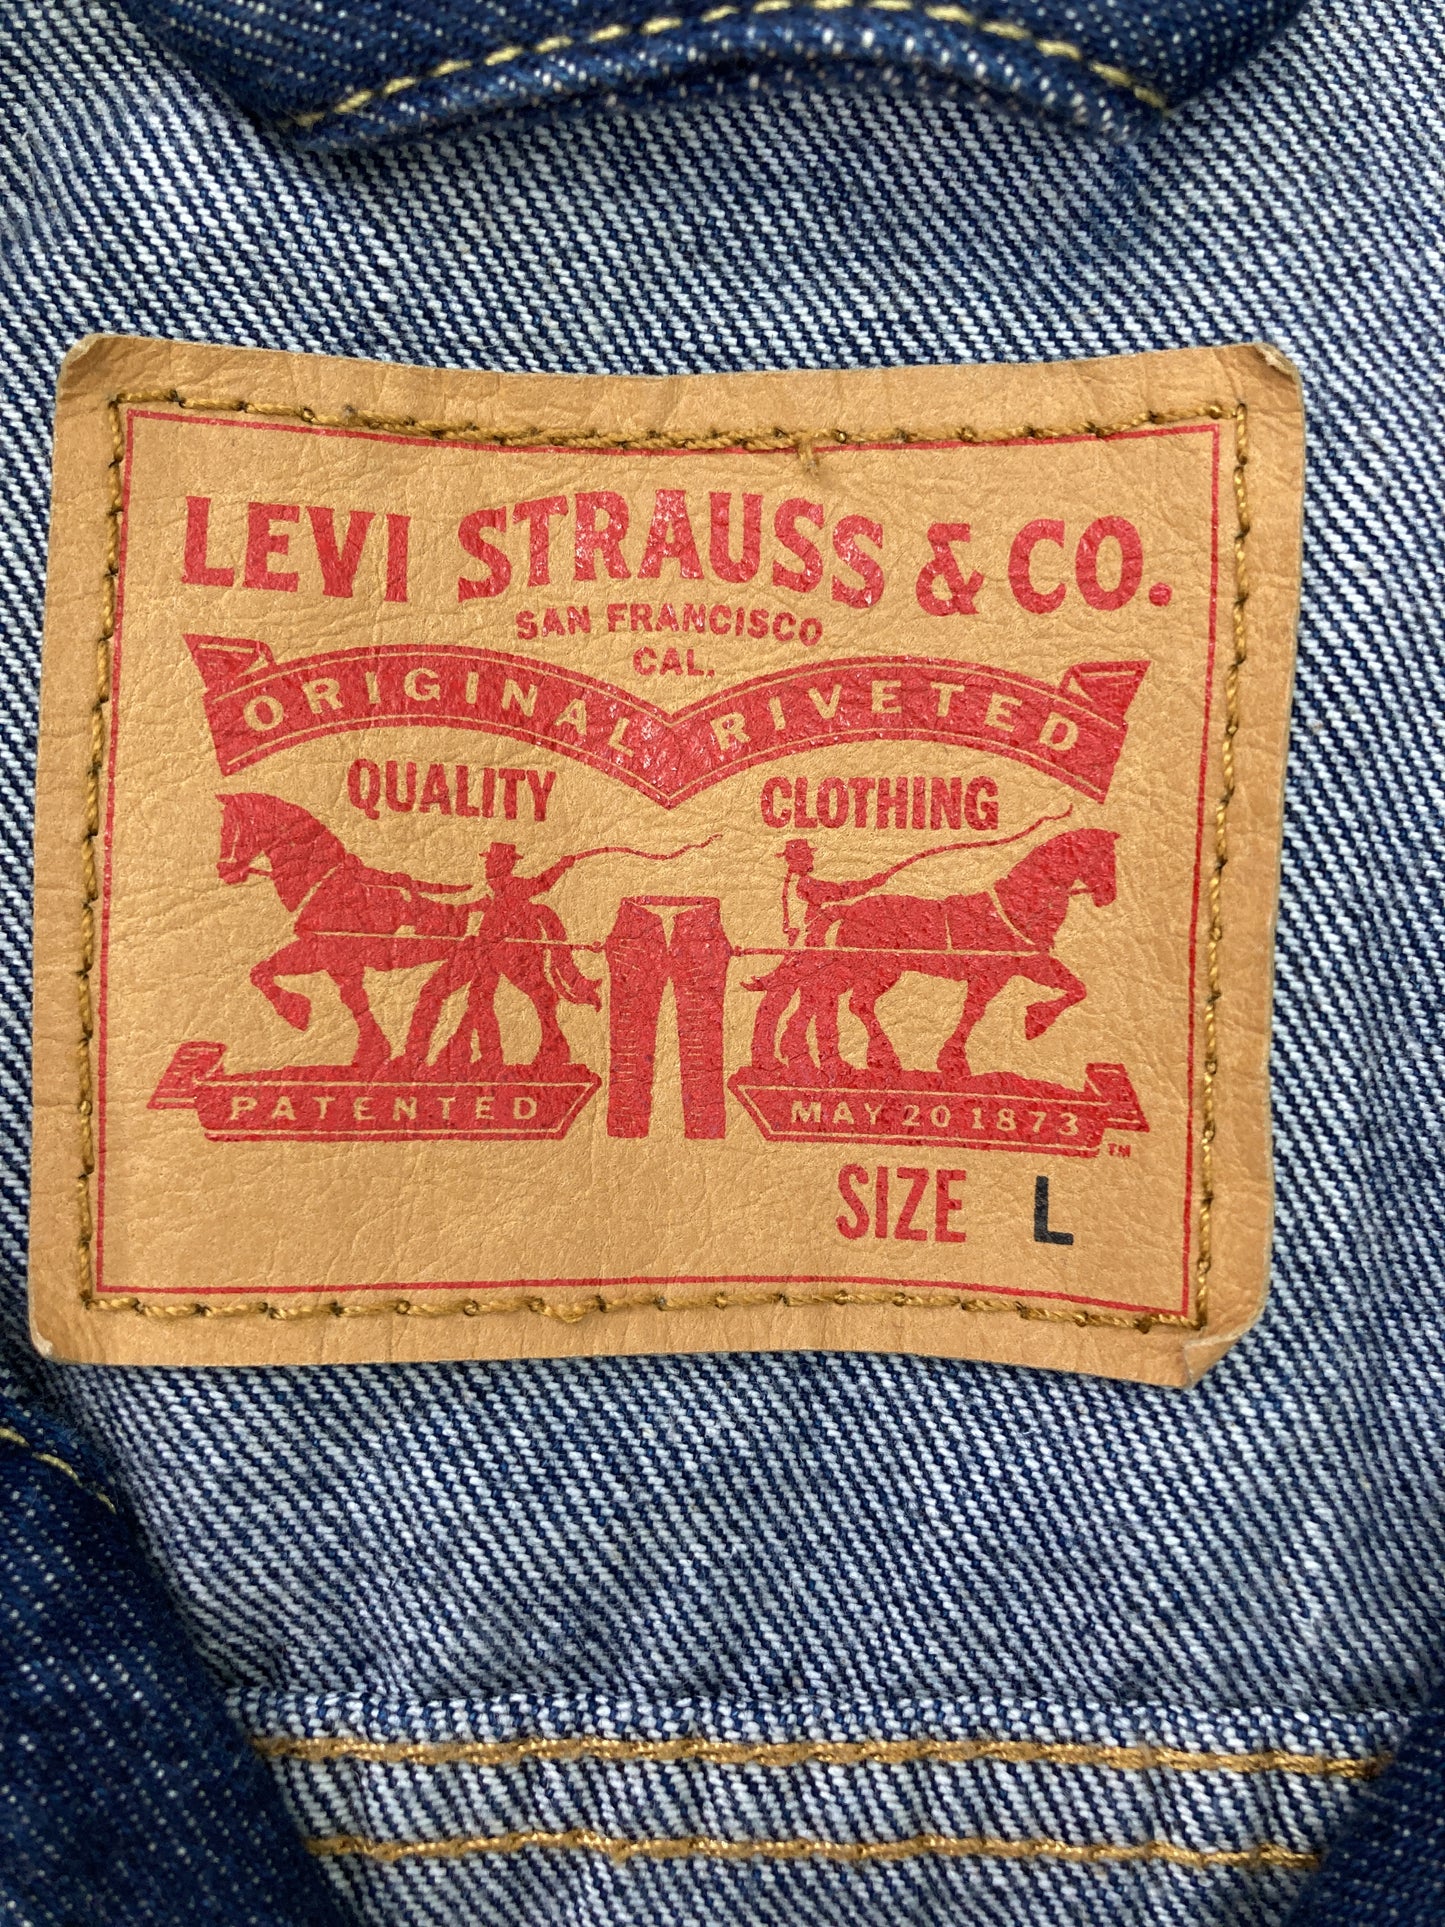 LEVI STRAUSS & CO.
SAN FRANCISCO
CAL.
ORIGINAL RIVETED
QUALITY CLOTHING
PATENTED MAY 20 1873
TM
SIZE L